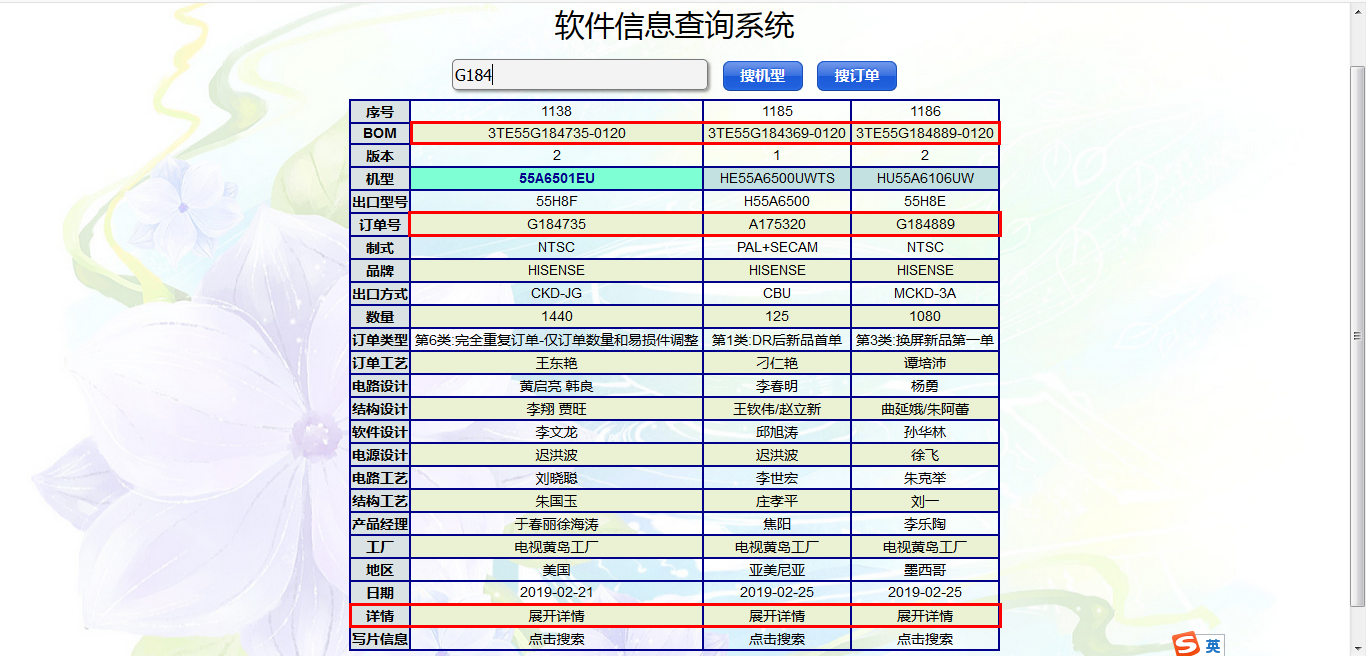 软件信息查询系统
G184 搜机型 搜订单
序号 1138 1185 1186
BOM 3TE55G184735-0120 3TE55G184369-0120 3TE55G184889-0120
版本 2 1 2
机型 55A6501EU HE55A6500UWTS HU55A6106UW
出口型号 55H8F H55A6500 55H8E
订单号 G184735 A175320 G184889
制式 NTSC PAL+SECAM NTSC
品牌 HISENSE HISENSE HISENSE
出口方式 CKD-JG CBU MCKD-3A
数量 1440 125 1080
订单类型 第6类:完全重复订单-仅订单数量和易损件调整 第1类:DR后新品首单 第3类:换屏新品第一单
订单工艺 王东艳 刁仁艳 谭培沛
电路设计 黄启亮 韩良 李春明 杨勇
结构设计 李翔 贾旺 王钦伟/赵立新 曲延娥/朱阿蕾
软件设计 李文龙 邱旭涛 孙华林
电源设计 迟洪波 迟洪波 徐飞
电路工艺 刘晓聪 李世宏 朱克举
结构工艺 朱国玉 庄孝平 刘一
产品经理 于春丽徐海涛 焦阳 李乐陶
工厂 电视黄岛工厂 电视黄岛工厂 电视黄岛工厂
地区 美国 亚美尼亚 墨西哥
日期 2019-02-21 2019-02-25 2019-02-25
详情 展开详情 展开详情 展开详情
写片信息 点击搜索 点击搜索 点击搜索
S 英